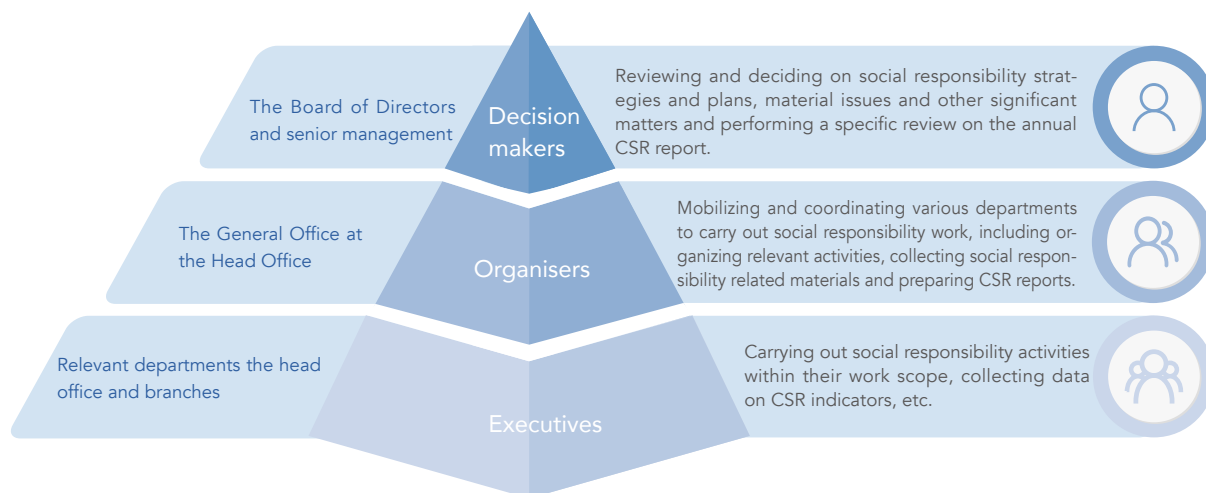 The Board of Directors
and senior management
Decision
makers
Reviewing and deciding on social responsibility strat-
egies and plans, material issues and other significant
matters and performing a specific review on the annual
CSR report.
The General Office at
the Head Office
Organisers
Mobilizing and coordinating various departments
to carry out social responsibility work, including or-
ganizing relevant activities, collecting social respon-
sibility related materials and preparing CSR reports.
Relevant departments the head
office and branches
Executives
Carrying out social responsibility activities
within their work scope, collecting data
on CSR indicators, etc.